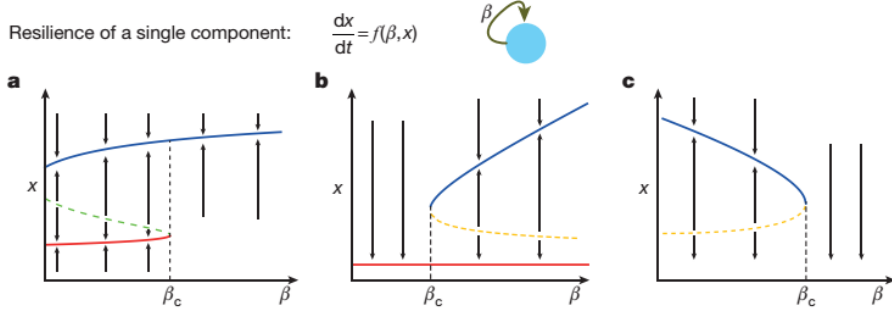 Resilience of a single component: dx/dt = f(β,x) β
a b c
x x x
β_c β β_c β β_c β